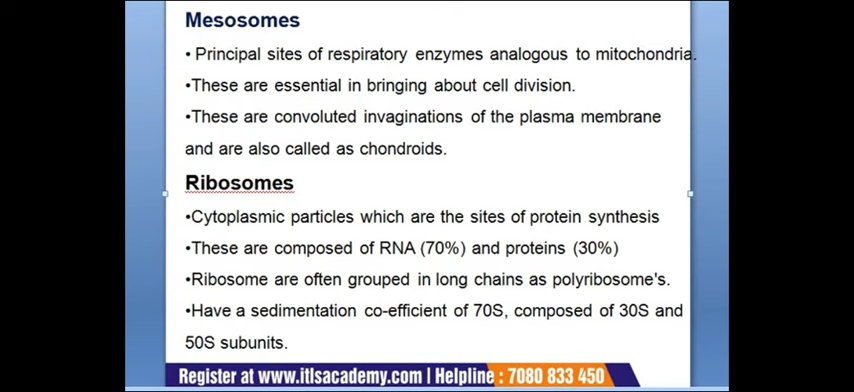 Mesosomes
• Principal sites of respiratory enzymes analogous to mitochondria.
•These are essential in bringing about cell division.
•These are convoluted invaginations of the plasma membrane
and are also called as chondroids.
Ribosomes
•Cytoplasmic particles which are the sites of protein synthesis
•These are composed of RNA (70%) and proteins (30%)
•Ribosome are often grouped in long chains as polyribosome's.
•Have a sedimentation co-efficient of 70S, composed of 30S and
50S subunits.
Register at www.itlsacademy.com | Helpline : 7080 833 450